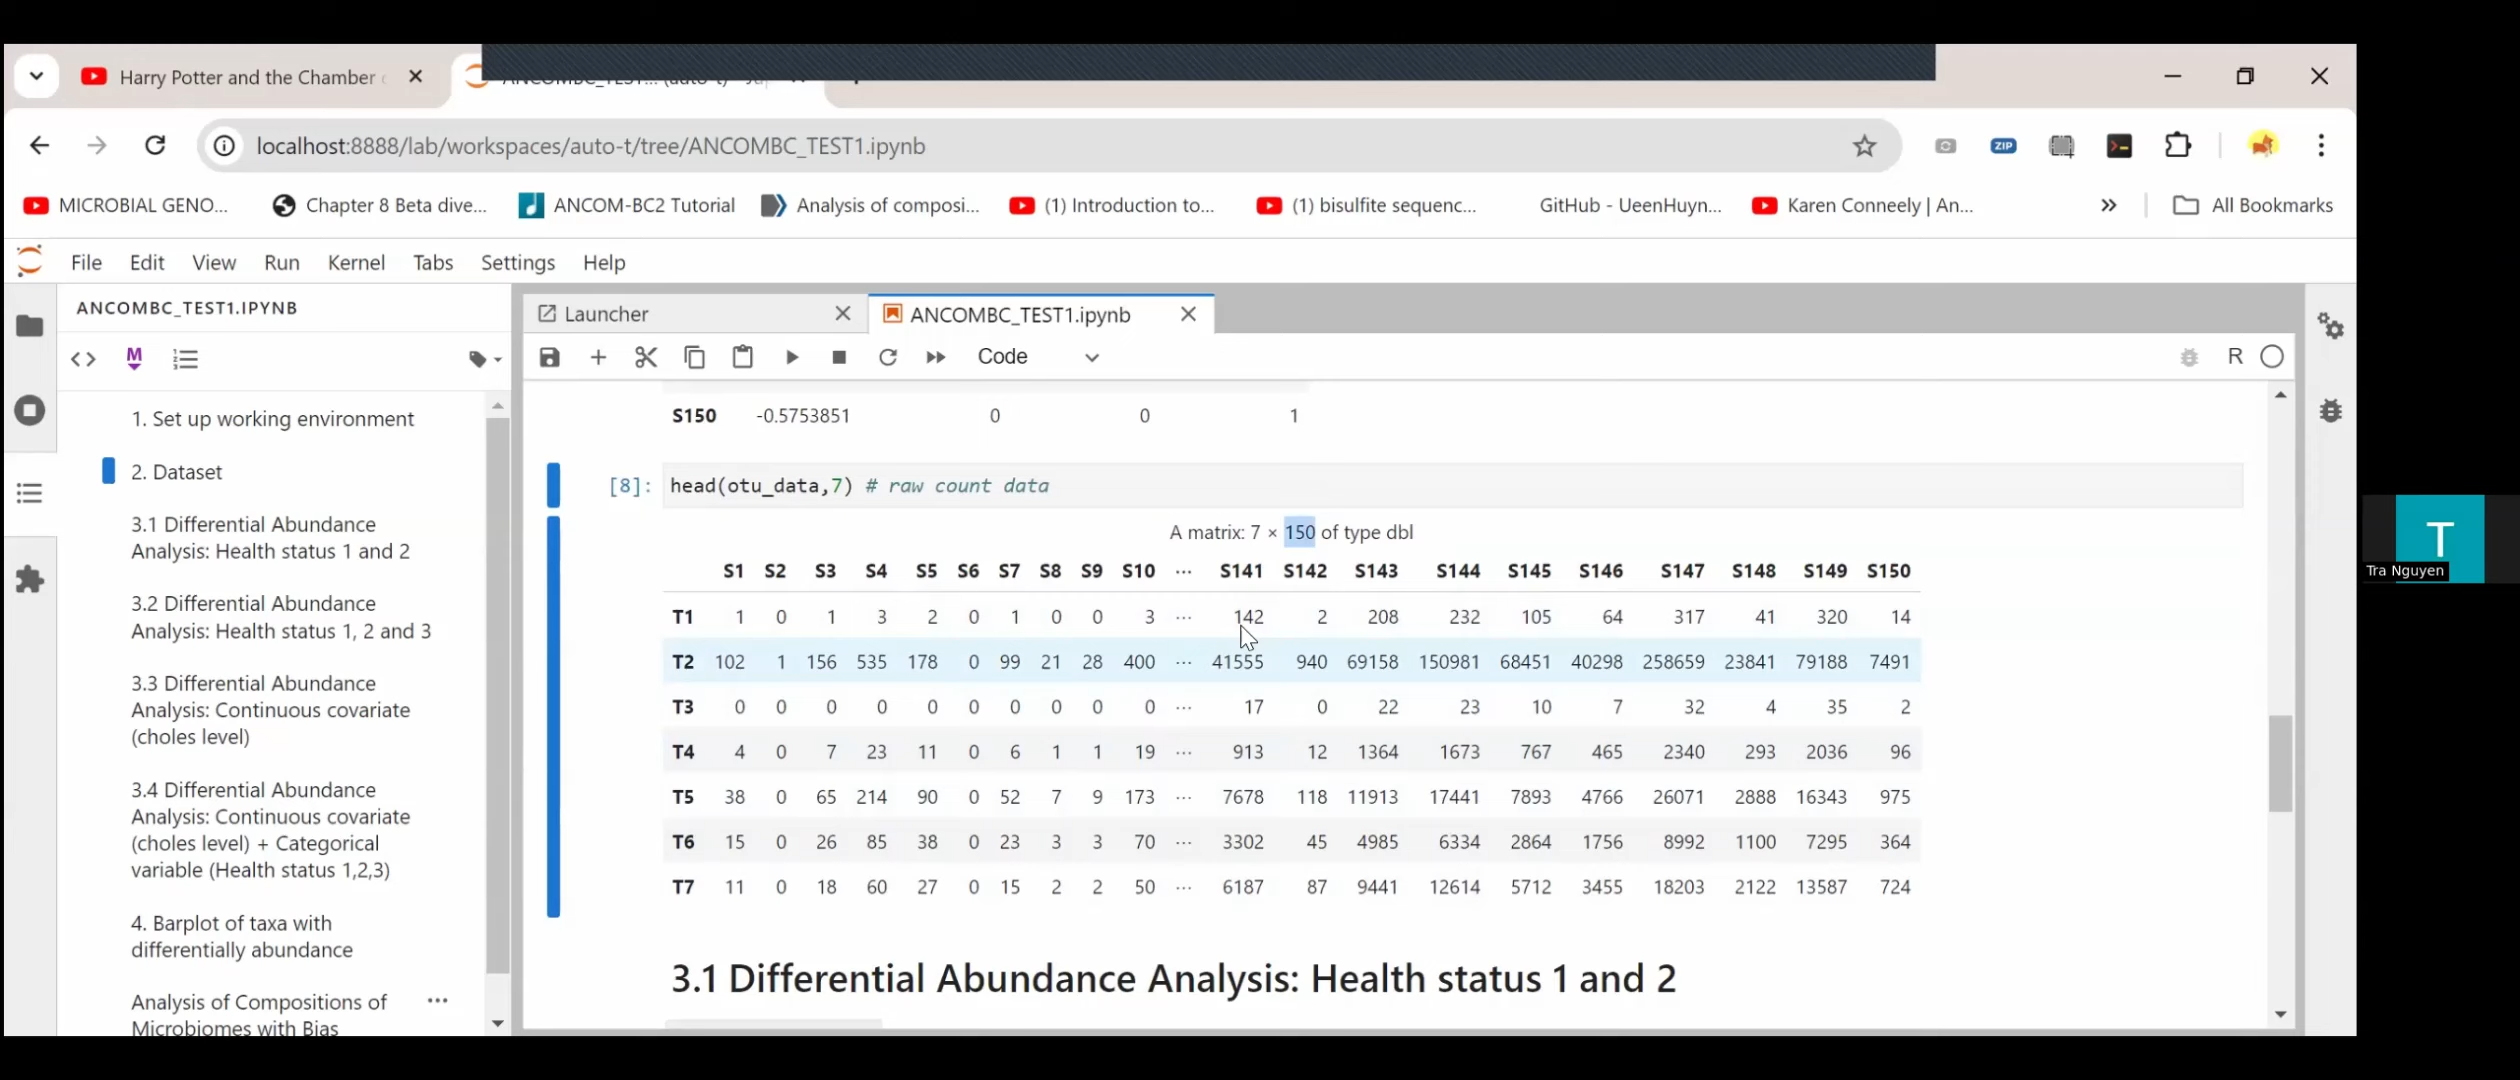 Harry Potter and the Chamber
localhost:8888/lab/workspaces/auto-t/tree/ANCOMBC_TEST1.ipynb
ZIP
MICROBIAL GENO... Chapter 8 Beta dive... ANCOM-BC2 Tutorial Analysis of composi... (1) Introduction to... (1) bisulfite sequenc... GitHub - UeenHuyn... Karen Conneely | An... All Bookmarks
File Edit View Run Kernel Tabs Settings Help
ANCOMBC_TEST1.IPYNB
Launcher ANCOMBC_TEST1.ipynb
M
Code
R
1. Set up working environment
2. Dataset
3.1 Differential Abundance
Analysis: Health status 1 and 2
3.2 Differential Abundance
Analysis: Health status 1, 2 and 3
3.3 Differential Abundance
Analysis: Continuous covariate
(choles level)
3.4 Differential Abundance
Analysis: Continuous covariate
(choles level) + Categorical
variable (Health status 1,2,3)
4. Barplot of taxa with
differentially abundance
Analysis of Compositions of ...
Microbiomes with Bias
S150 -0.5753851 0 0 1
[8]: head(otu_data,7) # raw count data
A matrix: 7 × 150 of type dbl
S1 S2 S3 S4 S5 S6 S7 S8 S9 S10 ... S141 S142 S143 S144 S145 S146 S147 S148 S149 S150
T1 1 0 1 3 2 0 1 0 0 3 ... 142 2 208 232 105 64 317 41 320 14
T2 102 1 156 535 178 0 99 21 28 400 ... 41555 940 69158 150981 68451 40298 258659 23841 79188 7491
T3 0 0 0 0 0 0 0 0 0 0 ... 17 0 22 23 10 7 32 4 35 2
T4 4 0 7 23 11 0 6 1 1 19 ... 913 12 1364 1673 767 465 2340 293 2036 96
T5 38 0 65 214 90 0 52 7 9 173 ... 7678 118 11913 17441 7893 4766 26071 2888 16343 975
T6 15 0 26 85 38 0 23 3 3 70 ... 3302 45 4985 6334 2864 1756 8992 1100 7295 364
T7 11 0 18 60 27 0 15 2 2 50 ... 6187 87 9441 12614 5712 3455 18203 2122 13587 724
3.1 Differential Abundance Analysis: Health status 1 and 2
T
Tra Nguyen